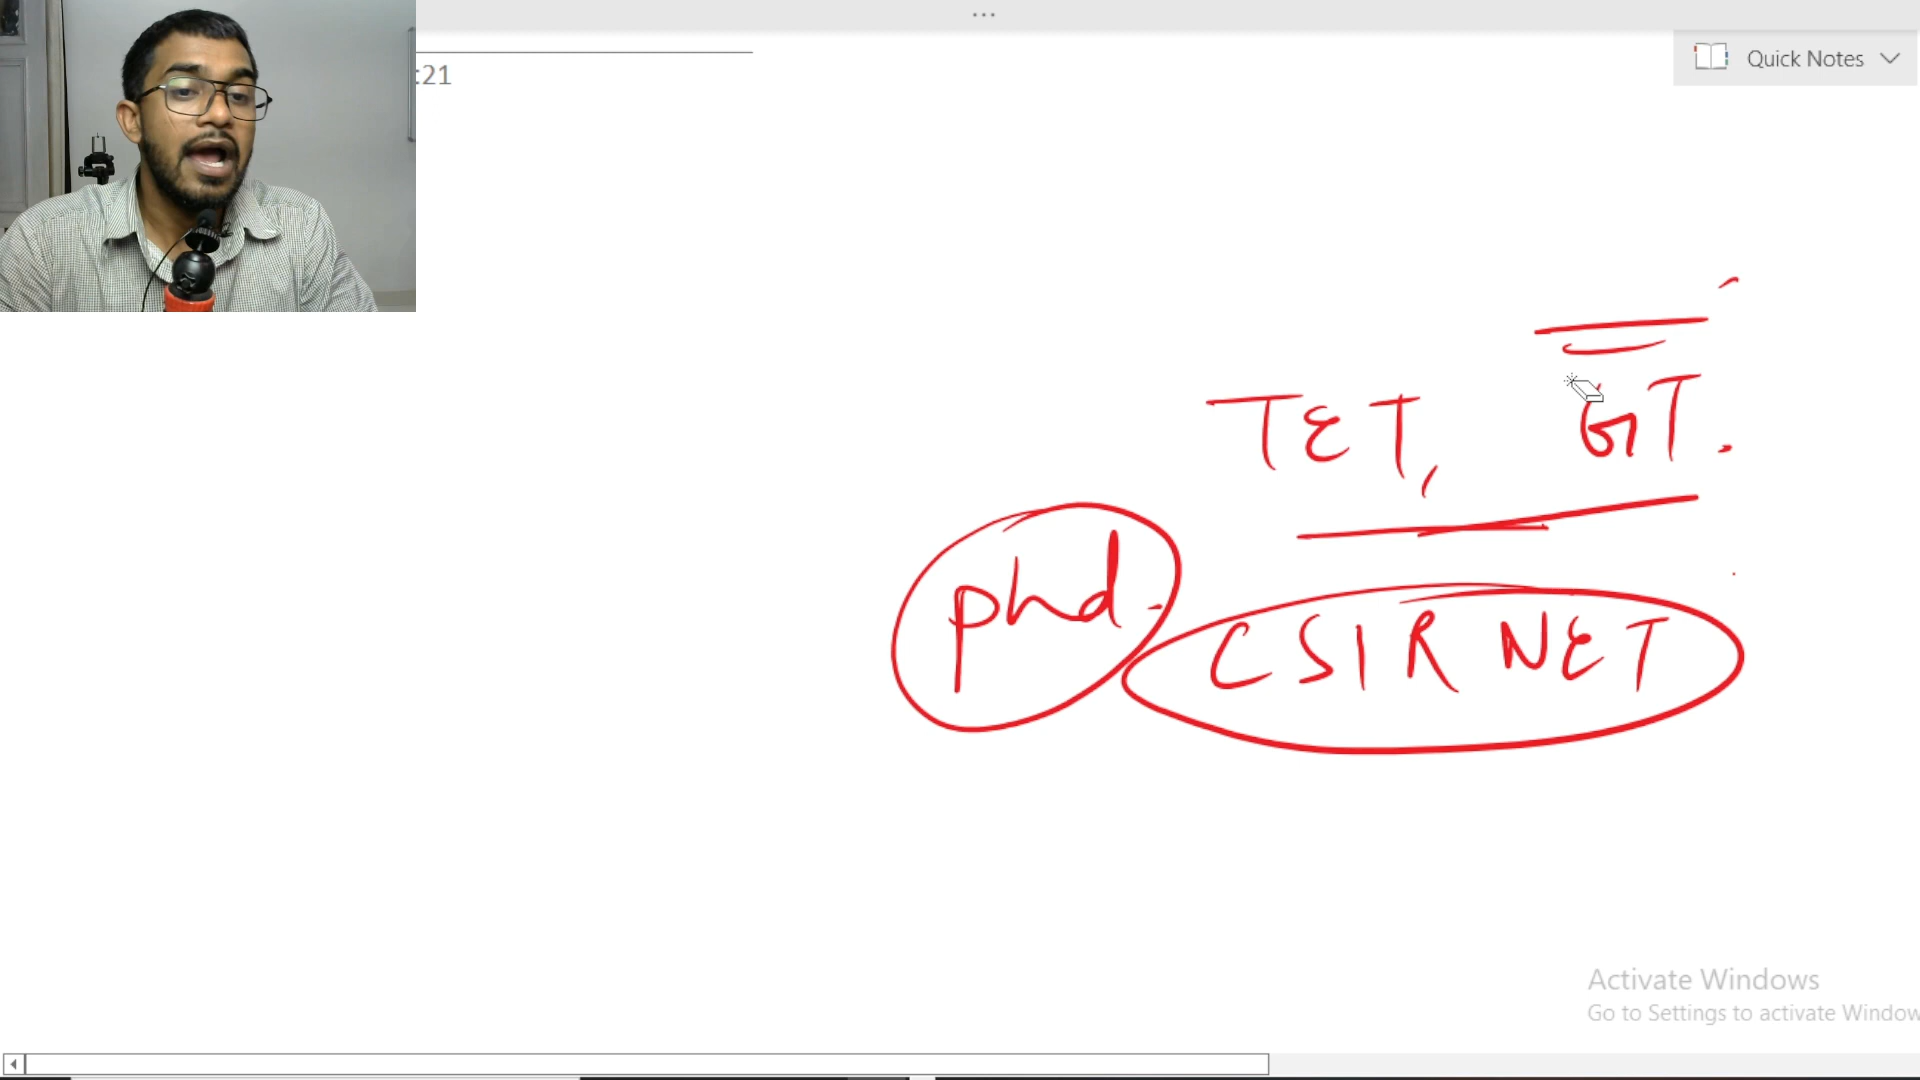 ...
Quick Notes
:21
TET, GT.
phd.
CSIR NET
Activate Windows
Go to Settings to activate Window